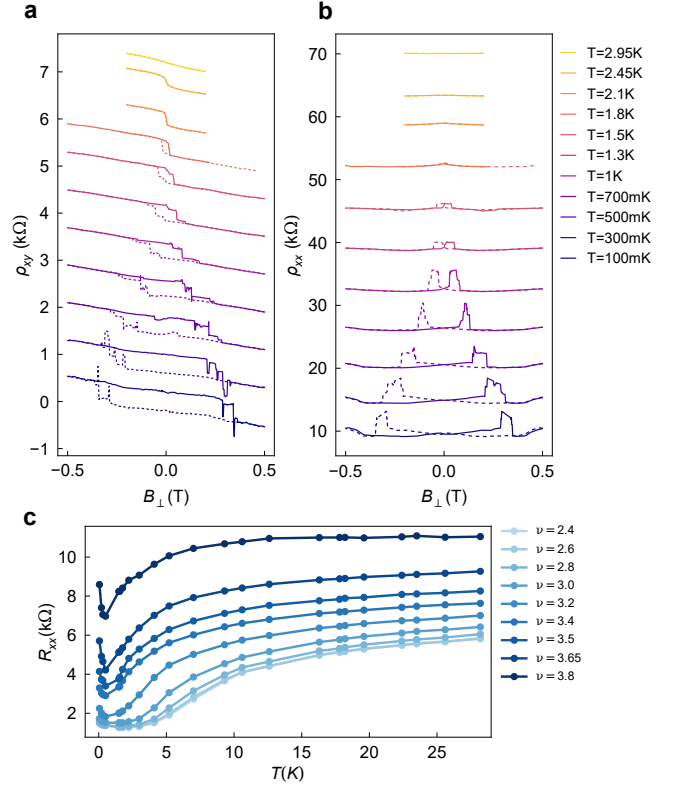 a
b
7
6
5
4
3
2
1
0
−1
ρxy (kΩ)
−0.5
0.0
0.5
B⊥(T)
70
60
50
40
30
20
10
ρxx (kΩ)
−0.5
0.0
0.5
B⊥(T)
T=2.95K
T=2.45K
T=2.1K
T=1.8K
T=1.5K
T=1.3K
T=1K
T=700mK
T=500mK
T=300mK
T=100mK
c
10
8
6
4
2
Rxx(kΩ)
0
5
10
15
20
25
T(K)
ν = 2.4
ν = 2.6
ν = 2.8
ν = 3.0
ν = 3.2
ν = 3.4
ν = 3.5
ν = 3.65
ν = 3.8